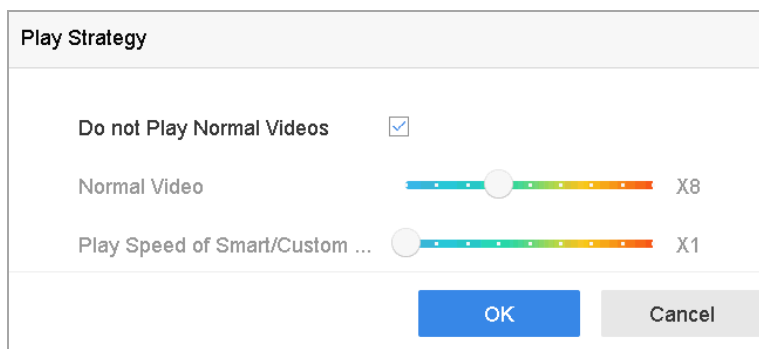 Play Strategy
Do not Play Normal Videos
Normal Video X8
Play Speed of Smart/Custom ... X1
OK Cancel